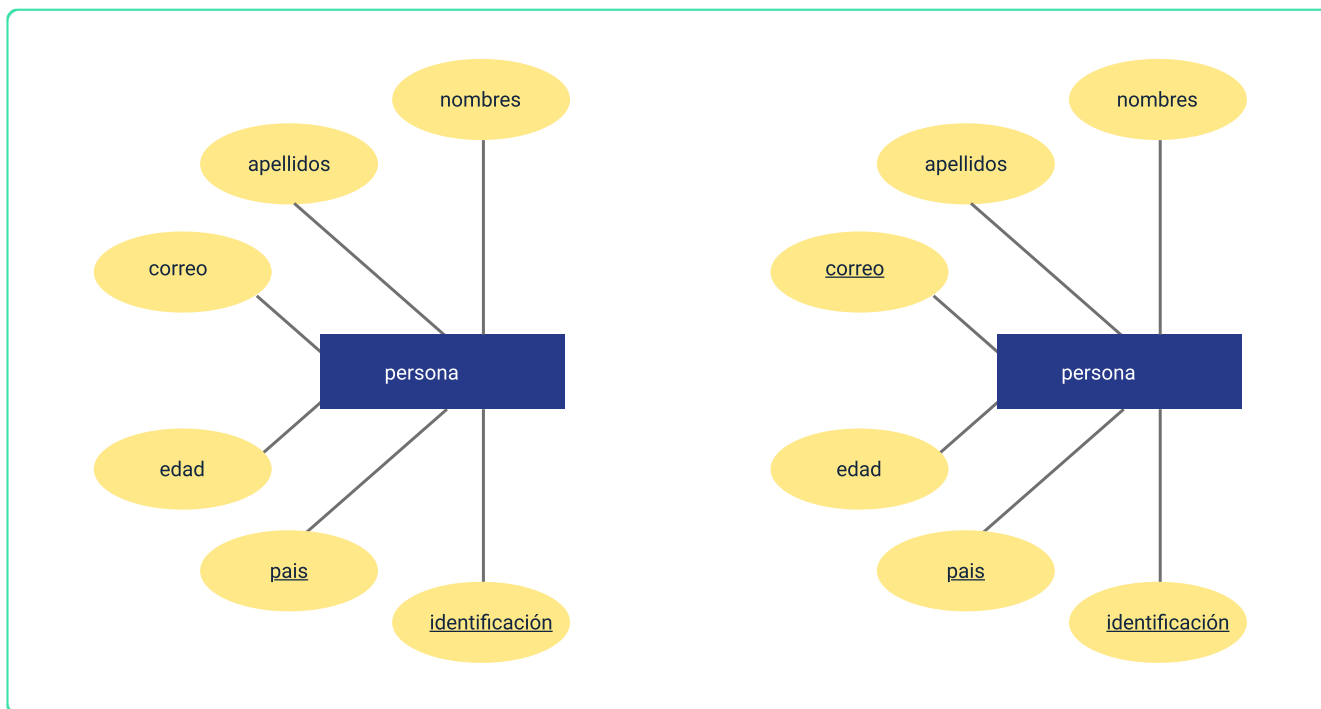 nombres
apellidos
correo
persona
edad
pais
identificación
nombres
apellidos
correo
persona
edad
pais
identificación